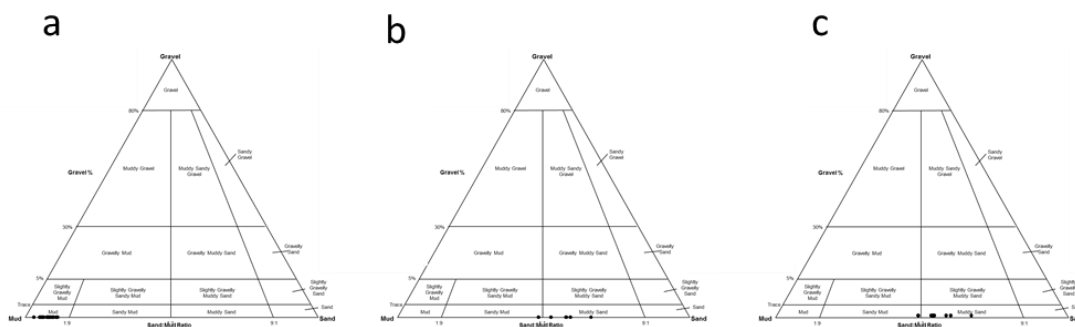 a
Gravel
Gravel
80%
Sandy
Gravel
Muddy Gravel
Muddy Sandy
Gravel
Gravel %
30%
Gravelly
Sand
Gravelly Mud
Gravelly Muddy Sand
5%
Slightly
Gravelly
Mud
Slightly Gravelly
Sandy Mud
Slightly Gravelly
Muddy Sand
Slightly
Gravelly
Sand
Trace
Mud
Sandy Mud
Muddy Sand
Sand
Mud
Sand
1:9
Sand:Mud Ratio
9:1
b
Gravel
Gravel
80%
Sandy
Gravel
Muddy Gravel
Muddy Sandy
Gravel
Gravel %
30%
Gravelly
Sand
Gravelly Mud
Gravelly Muddy Sand
5%
Slightly
Gravelly
Mud
Slightly Gravelly
Sandy Mud
Slightly Gravelly
Muddy Sand
Slightly
Gravelly
Sand
Trace
Mud
Sandy Mud
Muddy Sand
Sand
Mud
Sand
1:9
Sand:Mud Ratio
9:1
c
Gravel
Gravel
80%
Sandy
Gravel
Muddy Gravel
Muddy Sandy
Gravel
Gravel %
30%
Gravelly
Sand
Gravelly Mud
Gravelly Muddy Sand
5%
Slightly
Gravelly
Mud
Slightly Gravelly
Sandy Mud
Slightly Gravelly
Muddy Sand
Slightly
Gravelly
Sand
Trace
Mud
Sandy Mud
Muddy Sand
Sand
Mud
Sand
1:9
Sand:Mud Ratio
9:1